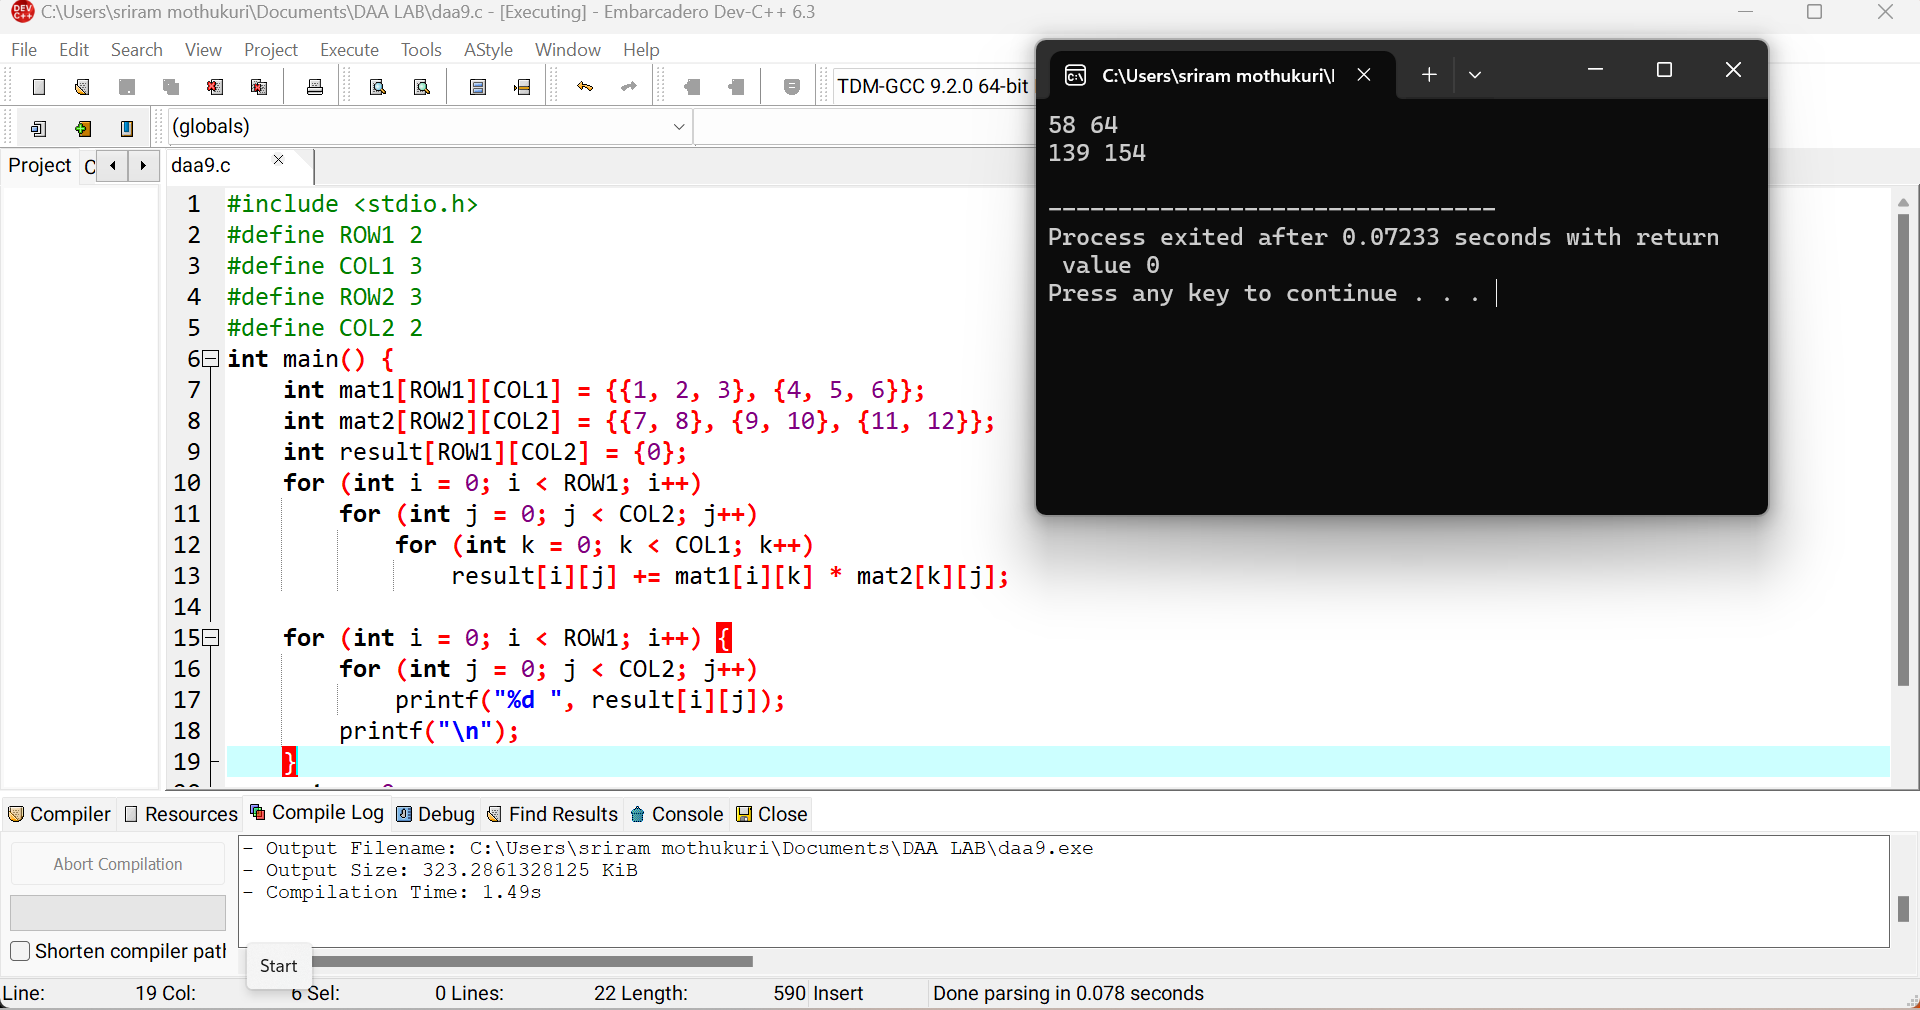 C:\Users\sriram mothukuri\Documents\DAA LAB\daa9.c - [Executing] - Embarcadero Dev-C++ 6.3
File Edit Search View Project Execute Tools AStyle Window Help
TDM-GCC 9.2.0 64-bit
(globals)
Project
daa9.c
1 #include <stdio.h>
2 #define ROW1 2
3 #define COL1 3
4 #define ROW2 3
5 #define COL2 2
6 int main() {
7     int mat1[ROW1][COL1] = {{1, 2, 3}, {4, 5, 6}};
8     int mat2[ROW2][COL2] = {{7, 8}, {9, 10}, {11, 12}};
9     int result[ROW1][COL2] = {0};
10     for (int i = 0; i < ROW1; i++)
11         for (int j = 0; j < COL2; j++)
12             for (int k = 0; k < COL1; k++)
13                 result[i][j] += mat1[i][k] * mat2[k][j];
14
15     for (int i = 0; i < ROW1; i++) {
16         for (int j = 0; j < COL2; j++)
17             printf("%d ", result[i][j]);
18         printf("\n");
19     }
C:\Users\sriram mothukuri\
58 64
139 154
--------------------------------
Process exited after 0.07233 seconds with return
value 0
Press any key to continue . . .
Compiler Resources Compile Log Debug Find Results Console Close
Abort Compilation
Shorten compiler pat
- Output Filename: C:\Users\sriram mothukuri\Documents\DAA LAB\daa9.exe
- Output Size: 323.2861328125 KiB
- Compilation Time: 1.49s
Start
Line: 19 Col: 6 Sel: 0 Lines: 22 Length: 590 Insert Done parsing in 0.078 seconds